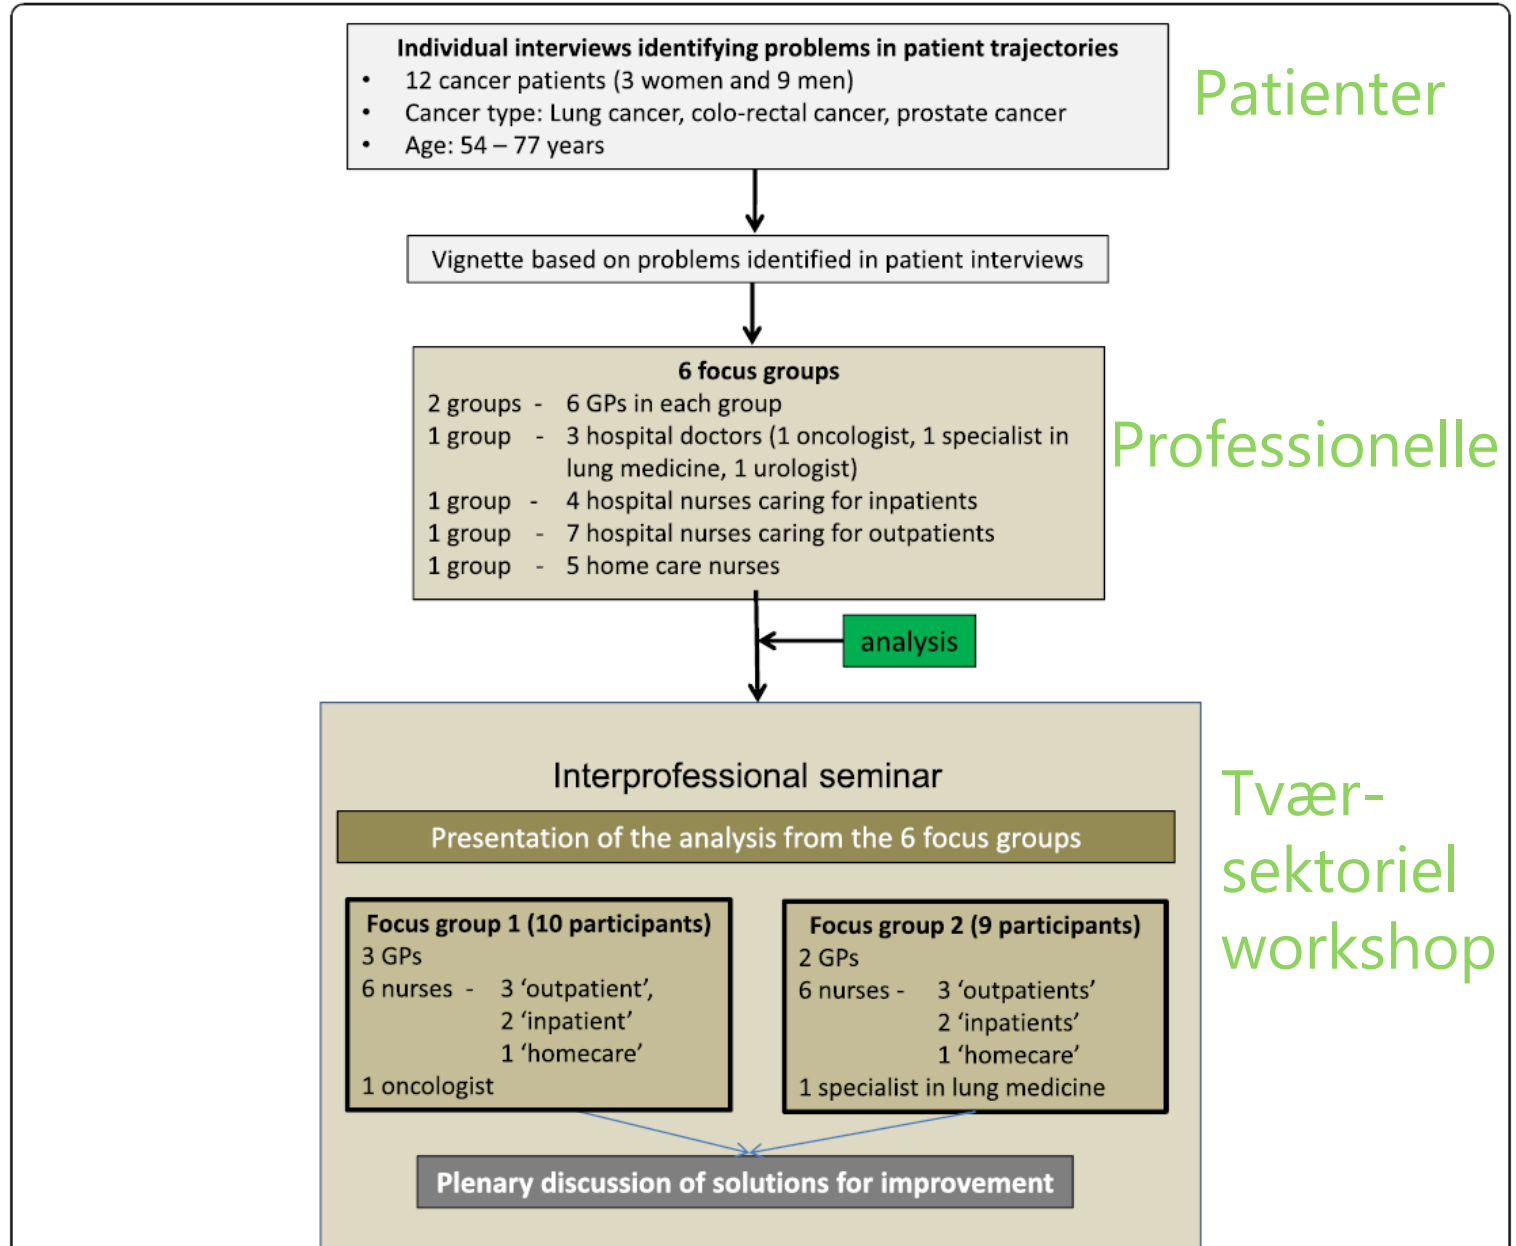 Individual interviews identifying problems in patient trajectories
• 12 cancer patients (3 women and 9 men)
• Cancer type: Lung cancer, colo-rectal cancer, prostate cancer
• Age: 54 – 77 years
Patienter
Vignette based on problems identified in patient interviews
6 focus groups
2 groups - 6 GPs in each group
1 group - 3 hospital doctors (1 oncologist, 1 specialist in
lung medicine, 1 urologist)
1 group - 4 hospital nurses caring for inpatients
1 group - 7 hospital nurses caring for outpatients
1 group - 5 home care nurses
Professionelle
analysis
Interprofessional seminar
Presentation of the analysis from the 6 focus groups
Focus group 1 (10 participants)
3 GPs
6 nurses - 3 ‘outpatient’,
2 ‘inpatient’
1 ‘homecare’
1 oncologist
Focus group 2 (9 participants)
2 GPs
6 nurses - 3 ‘outpatients’
2 ‘inpatients’
1 ‘homecare’
1 specialist in lung medicine
Plenary discussion of solutions for improvement
Tvær-
sektoriel
workshop